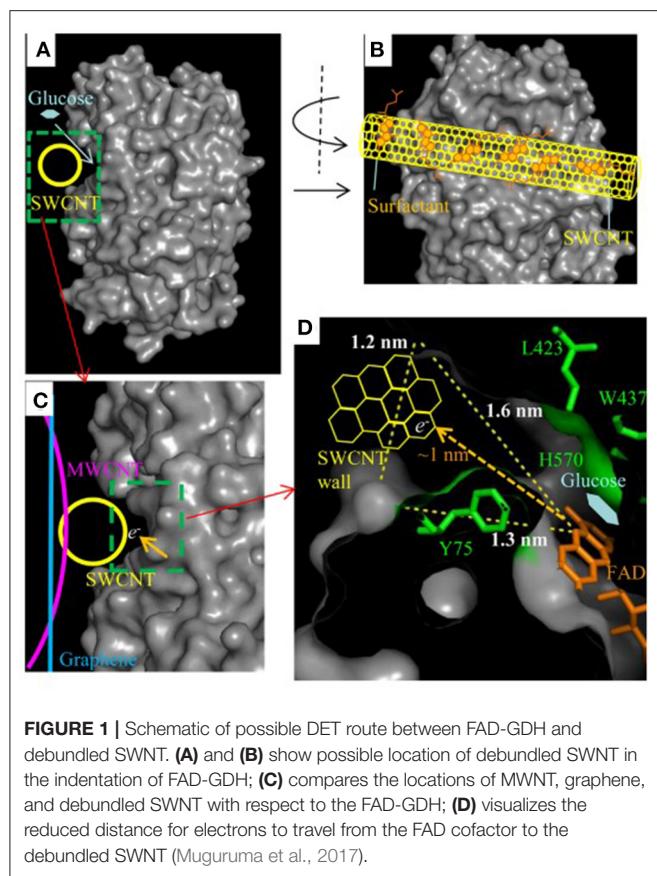 A
Glucose
SWCNT
B
Surfactant
SWCNT
C
MWCNT
e-
SWCNT
Graphene
D
1.2 nm
L423
1.6 nm
W437
e-
SWCNT
wall
~1 nm
H570
Glucose
Y75
1.3 nm
FAD
FIGURE 1 | Schematic of possible DET route between FAD-GDH and
debundled SWNT. (A) and (B) show possible location of debundled SWNT in
the indentation of FAD-GDH; (C) compares the locations of MWNT, graphene,
and debundled SWNT with respect to the FAD-GDH; (D) visualizes the
reduced distance for electrons to travel from the FAD cofactor to the
debundled SWNT (Muguruma et al., 2017).